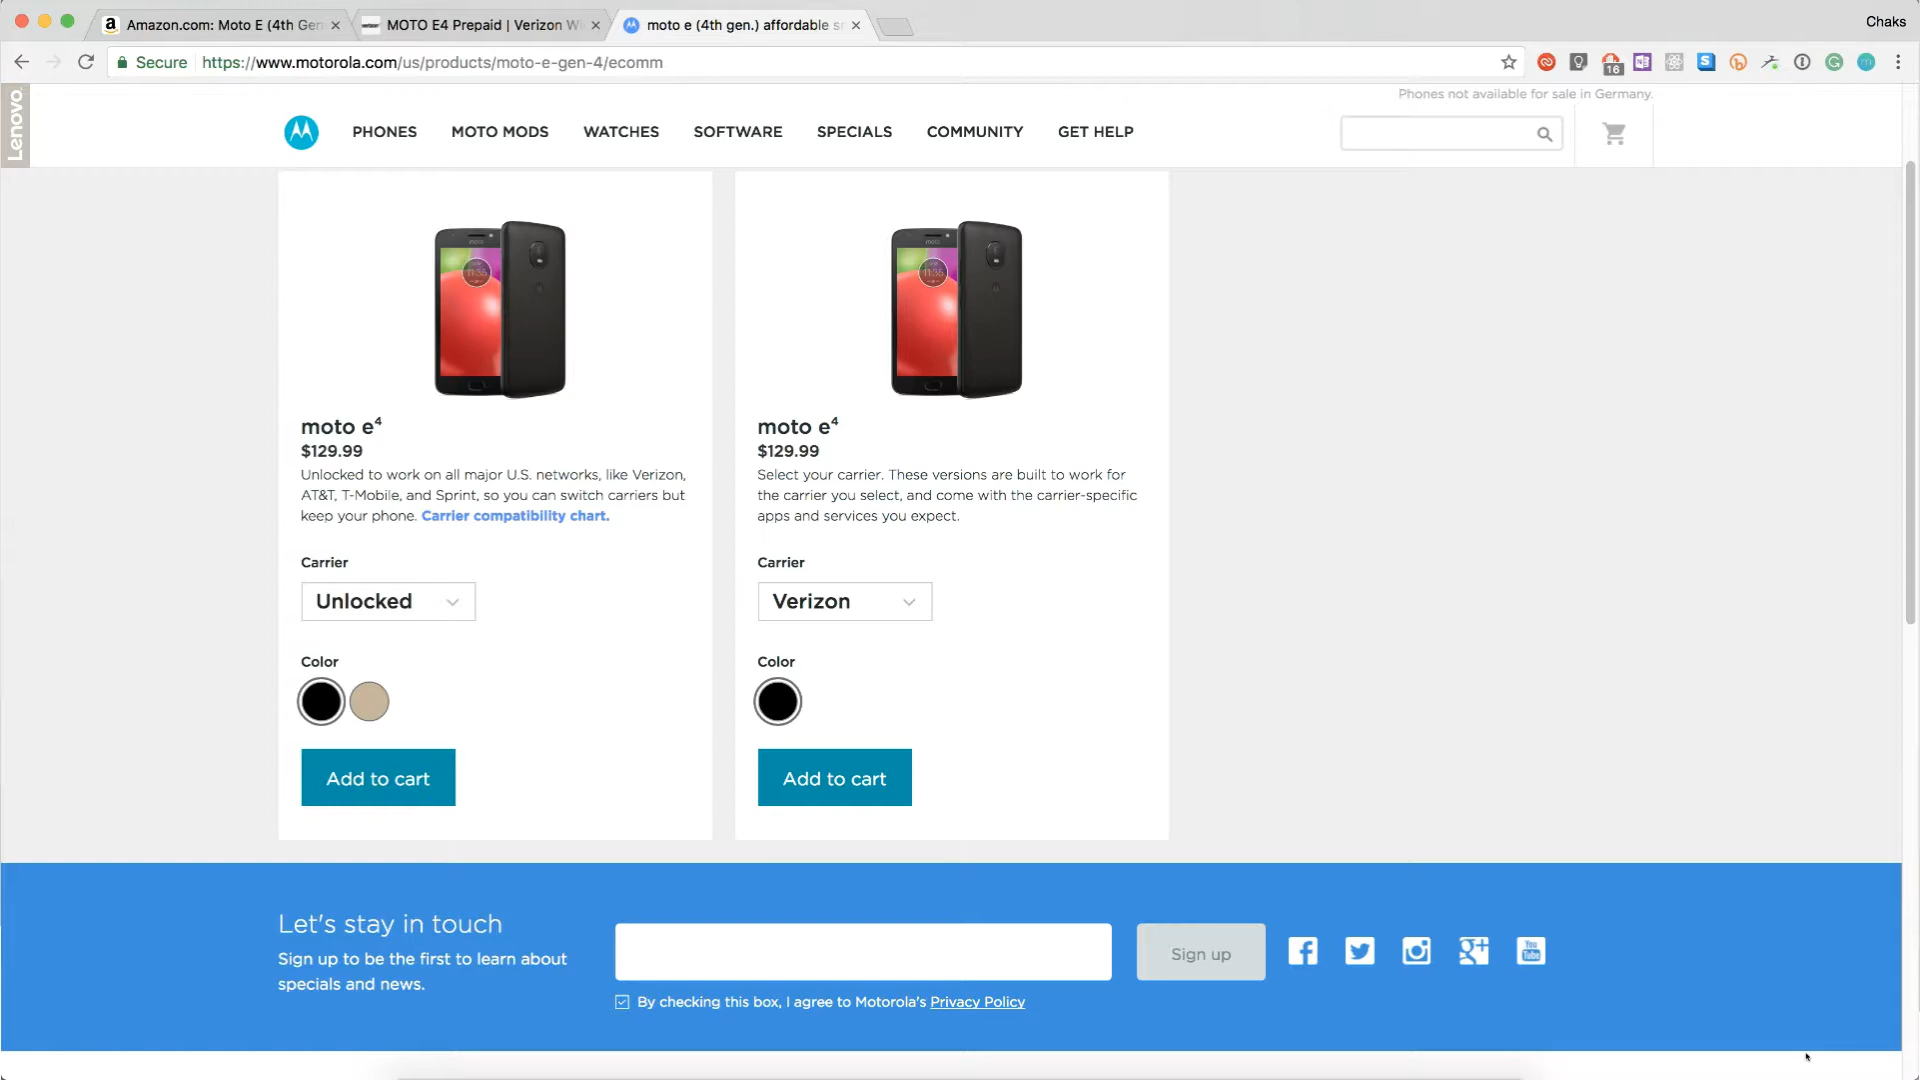 Amazon.com: Moto E (4th Gen
MOTO E4 Prepaid | Verizon Wi
moto e (4th gen.) affordable s
Chaks
Secure https://www.motorola.com/us/products/moto-e-gen-4/ecomm
16
Lenovo
Phones not available for sale in Germany.
PHONES MOTO MODS WATCHES SOFTWARE SPECIALS COMMUNITY GET HELP
moto e⁴
$129.99
Unlocked to work on all major U.S. networks, like Verizon,
AT&T, T-Mobile, and Sprint, so you can switch carriers but
keep your phone. Carrier compatibility chart.
Carrier
Unlocked
Color
Add to cart
moto e⁴
$129.99
Select your carrier. These versions are built to work for
the carrier you select, and come with the carrier-specific
apps and services you expect.
Carrier
Verizon
Color
Add to cart
Let's stay in touch
Sign up to be the first to learn about
specials and news.
Sign up
You
Tube
By checking this box, I agree to Motorola's Privacy Policy